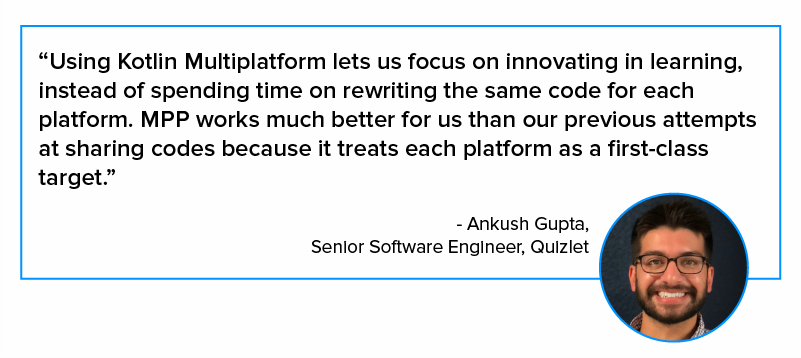 “Using Kotlin Multiplatform lets us focus on innovating in learning,
instead of spending time on rewriting the same code for each
platform. MPP works much better for us than our previous attempts
at sharing codes because it treats each platform as a first-class
target.”
- Ankush Gupta,
Senior Software Engineer, Quizlet